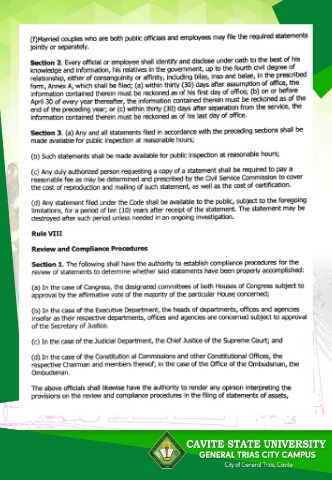 (f)Married couples who are both public officials and employees may file the required statements
jointly or separately.
Section 2. Every official or employee shall identify and disclose under oath to the best of his
knowledge and information, his relatives in the government, up to the fourth civil degree of
relationship, either of consanguinity or affinity, including bilas, inso and balae, in the prescribed
form, Annex A, which shall be filed; (a) within thirty (30) days after assumption of office, the
information contained therein must be reckoned as of his first day of office; (b) on or before
April 30 of every year thereafter, the information contained therein must be reckoned as of the
end of the preceding year; or (c) within thirty (30) days after separation from the service, the
information contained therein must be reckoned as of his last day of office.
Section 3. (a) Any and all statements filed in accordance with the preceding sections shall be
made available for public inspection at reasonable hours;
(b) Such statements shall be made available for public inspection at reasonable hours;
(c) Any duly authorized person requesting a copy of a statement shall be required to pay a
reasonable fee as may be determined and prescribed by the Civil Service Commission to cover
the cost of reproduction and mailing of such statement, as well as the cost of certification.
(d) Any statement filed under the Code shall be available to the public, subject to the foregoing
limitations, for a period of ten (10) years after receipt of the statement. The statement may be
destroyed after such period unless needed in an ongoing investigation.
Rule VIII
Review and Compliance Procedures
Section 1. The following shall have the authority to establish compliance procedures for the
review of statements to determine whether said statements have been properly accomplished:
(a) In the case of Congress, the designated committees of both Houses of Congress subject to
approval by the affirmative vote of the majority of the particular House concerned;
(b) In the case of the Executive Department, the heads of departments, offices and agencies
insofar as their respective departments, offices and agencies are concerned subject to approval
of the Secretary of Justice.
(c) In the case of the Judicial Department, the Chief Justice of the Supreme Court; and
(d) In the case of the Constitution al Commissions and other Constitutional Offices, the
respective Chairman and members thereof; in the case of the Office of the Ombudsman, the
Ombudsman.
The above officials shall likewise have the authority to render any opinion interpreting the
provisions on the review and compliance procedures in the filing of statements of assets,
CAVITE STATE UNIVERSITY
GENERAL TRIAS CITY CAMPUS
City of General Trias, Cavite